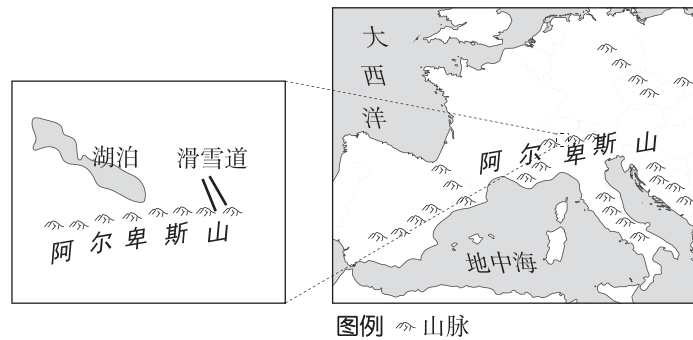 湖泊
滑雪道
阿尔卑斯山
大西洋
阿尔卑斯山
地中海
图例
山脉